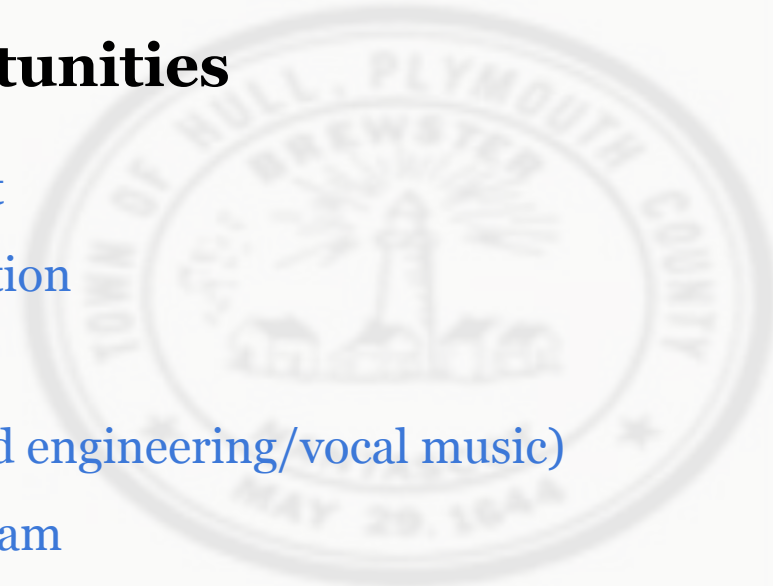 tunities
TOWN OF HULL, PLYMOUTH COUNTY
BREWSTER
t
tion
d engineering/vocal music)
MAY 29, 1644
am